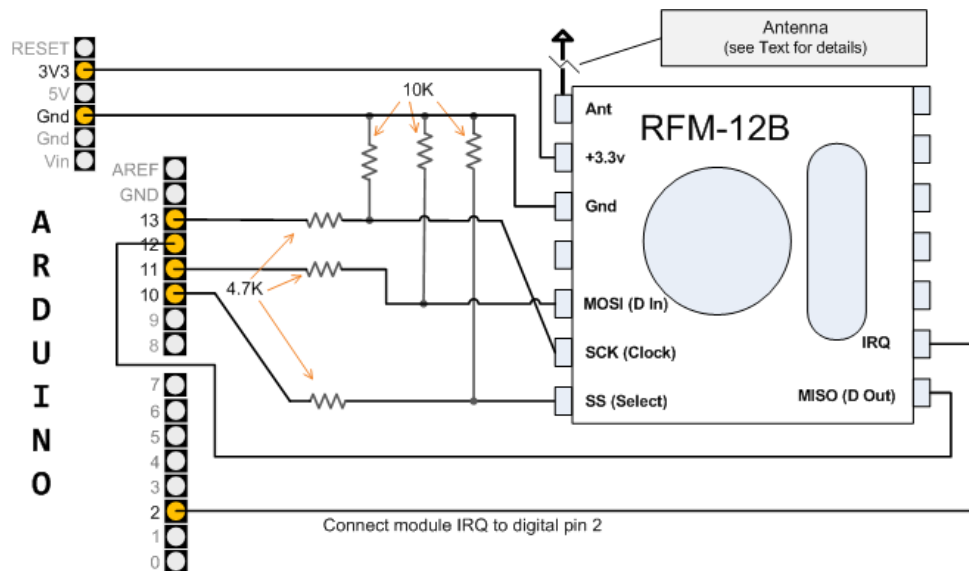 Antenna
(see Text for details)
RESET
3V3
5V
Gnd
Gnd
Vin
10K
Ant
RFM-12B
+3.3v
Gnd
AREF
GND
13
12
11
10
9
8
4.7K
MOSI (D In)
SCK (Clock)
SS (Select)
IRQ
MISO (D Out)
ARDUINO
7
6
5
4
3
2
1
0
Connect module IRQ to digital pin 2